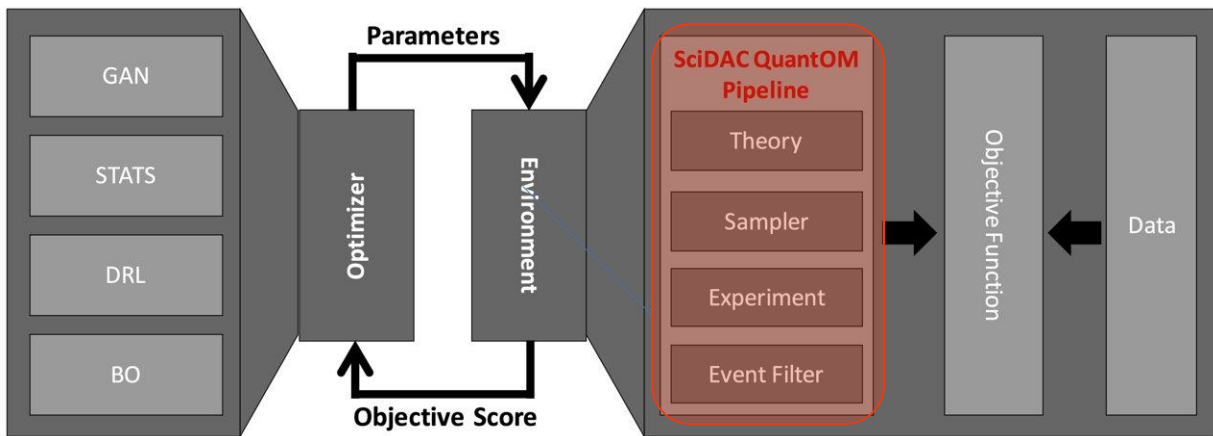 GAN
STATS
DRL
BO
Parameters
Optimizer
Environment
Objective Score
SciDAC QuantOM
Pipeline
Theory
Sampler
Experiment
Event Filter
Objective Function
Data